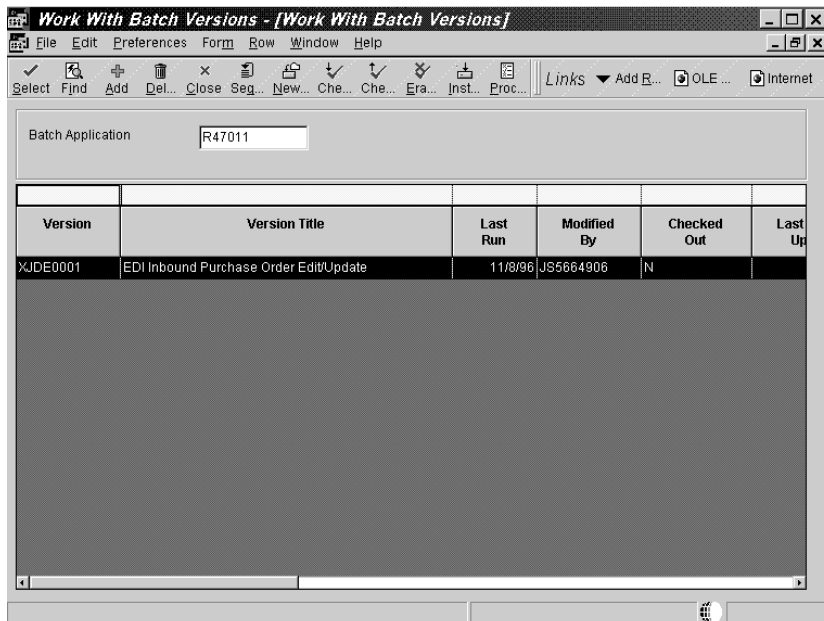 Work With Batch Versions - [Work With Batch Versions]
File Edit Preferences Form Row Window Help
Select Find Add Del... Close Seq... New... Che... Che... Era... Inst... Proc... Links Add R... OLE ... Internet
Batch Application R47011
Version Version Title Last Run Modified By Checked Out Last Up
XJDE0001 EDI Inbound Purchase Order Edit/Update 11/8/96 JS5664906 N